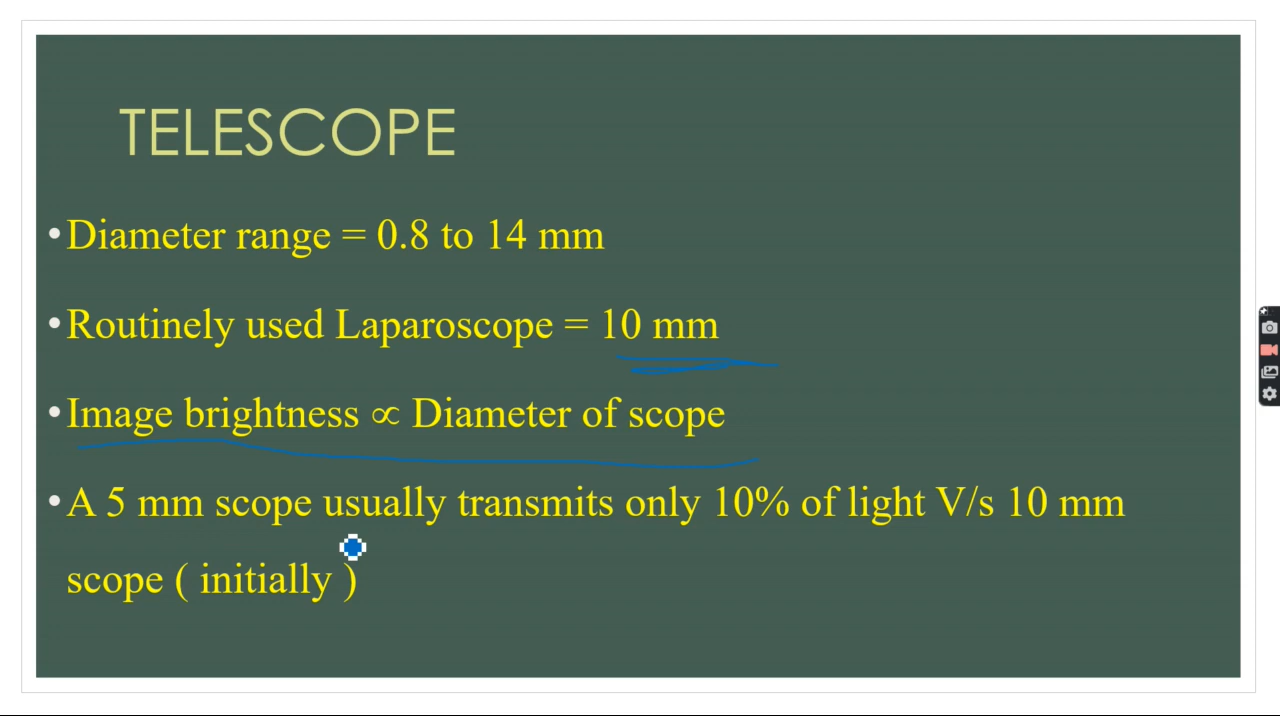 TELESCOPE
•Diameter range = 0.8 to 14 mm
•Routinely used Laparoscope = 10 mm
•Image brightness ∝ Diameter of scope
•A 5 mm scope usually transmits only 10% of light V/s 10 mm
scope ( initially )